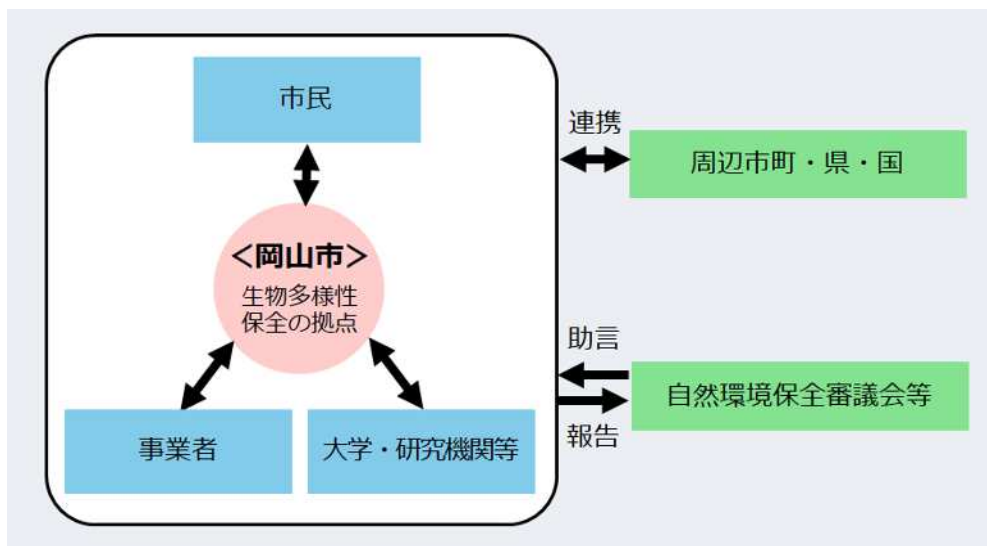 市民
<岡山市>
生物多様性
保全の拠点
事業者
大学・研究機関等
連携
周辺市町・県・国
助言
自然環境保全審議会等
報告